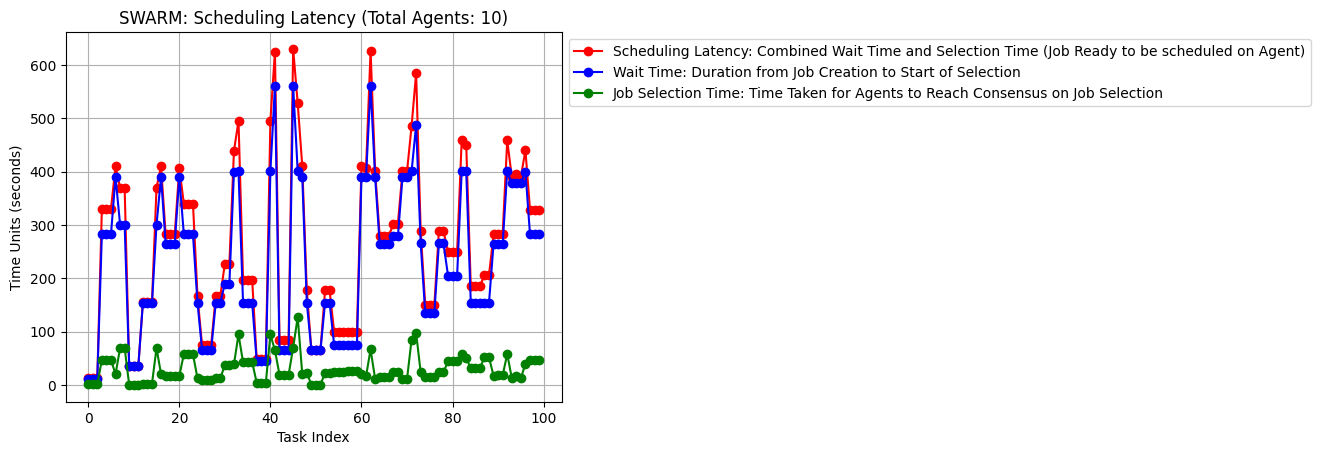 SWARM: Scheduling Latency (Total Agents: 10)
Scheduling Latency: Combined Wait Time and Selection Time (Job Ready to be scheduled on Agent)
Wait Time: Duration from Job Creation to Start of Selection
Job Selection Time: Time Taken for Agents to Reach Consensus on Job Selection
Time Units (seconds)
600
500
400
300
200
100
0
0 20 40 60 80 100
Task Index